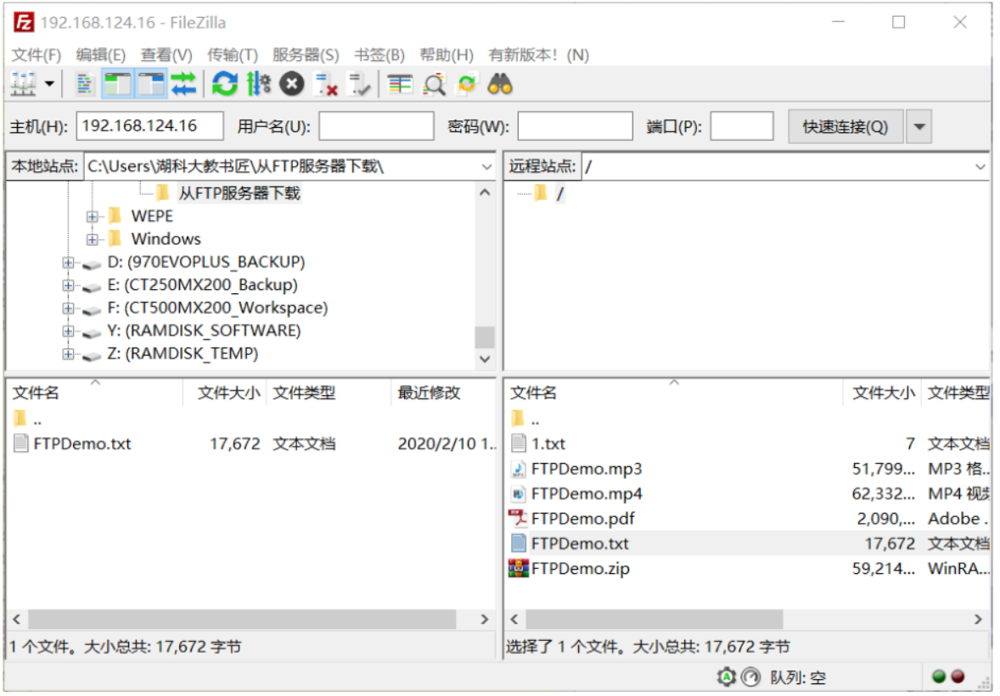 192.168.124.16 - FileZilla
文件(F) 编辑(E) 查看(V) 传输(T) 服务器(S) 书签(B) 帮助(H) 有新版本! (N)
主机(H): 192.168.124.16 用户名(U): 密码(W): 端口(P): 快速连接(Q)
本地站点: C:\Users\湖科大教书匠\从FTP服务器下载\
从FTP服务器下载
WEPE
Windows
D: (970EVOPLUS_BACKUP)
E: (CT250MX200_Backup)
F: (CT500MX200_Workspace)
Y: (RAMDISK_SOFTWARE)
Z: (RAMDISK_TEMP)
远程站点: /
/
文件名 文件大小 文件类型 最近修改
..
FTPDemo.txt 17,672 文本文档 2020/2/10 1...
1 个文件。大小总共: 17,672 字节
文件名 文件大小 文件类型
..
1.txt 7 文本文档
FTPDemo.mp3 51,799... MP3 格...
FTPDemo.mp4 62,332... MP4 视频
FTPDemo.pdf 2,090,... Adobe .
FTPDemo.txt 17,672 文本文档
FTPDemo.zip 59,214... WinRA...
选择了 1 个文件。大小总共: 17,672 字节
队列: 空